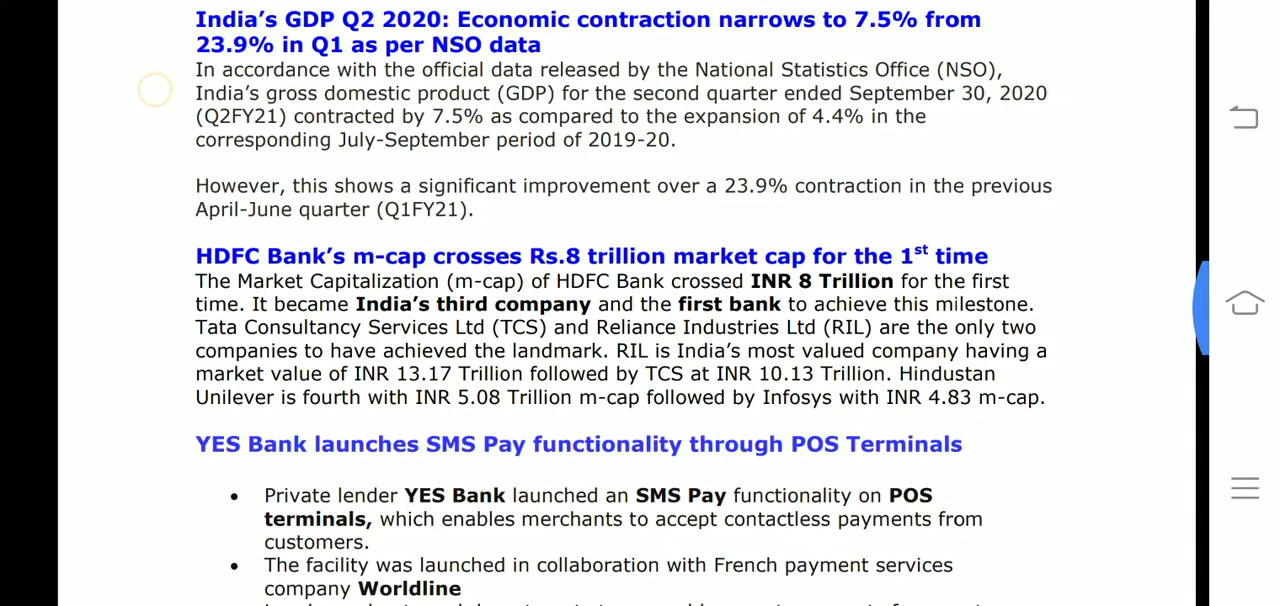 India's GDP Q2 2020: Economic contraction narrows to 7.5% from
23.9% in Q1 as per NSO data
In accordance with the official data released by the National Statistics Office (NSO),
India's gross domestic product (GDP) for the second quarter ended September 30, 2020
(Q2FY21) contracted by 7.5% as compared to the expansion of 4.4% in the
corresponding July-September period of 2019-20.
However, this shows a significant improvement over a 23.9% contraction in the previous
April-June quarter (Q1FY21).
HDFC Bank's m-cap crosses Rs.8 trillion market cap for the 1st time
The Market Capitalization (m-cap) of HDFC Bank crossed INR 8 Trillion for the first
time. It became India's third company and the first bank to achieve this milestone.
Tata Consultancy Services Ltd (TCS) and Reliance Industries Ltd (RIL) are the only two
companies to have achieved the landmark. RIL is India's most valued company having a
market value of INR 13.17 Trillion followed by TCS at INR 10.13 Trillion. Hindustan
Unilever is fourth with INR 5.08 Trillion m-cap followed by Infosys with INR 4.83 m-cap.
YES Bank launches SMS Pay functionality through POS Terminals
• Private lender YES Bank launched an SMS Pay functionality on POS
terminals, which enables merchants to accept contactless payments from
customers.
• The facility was launched in collaboration with French payment services
company Worldline